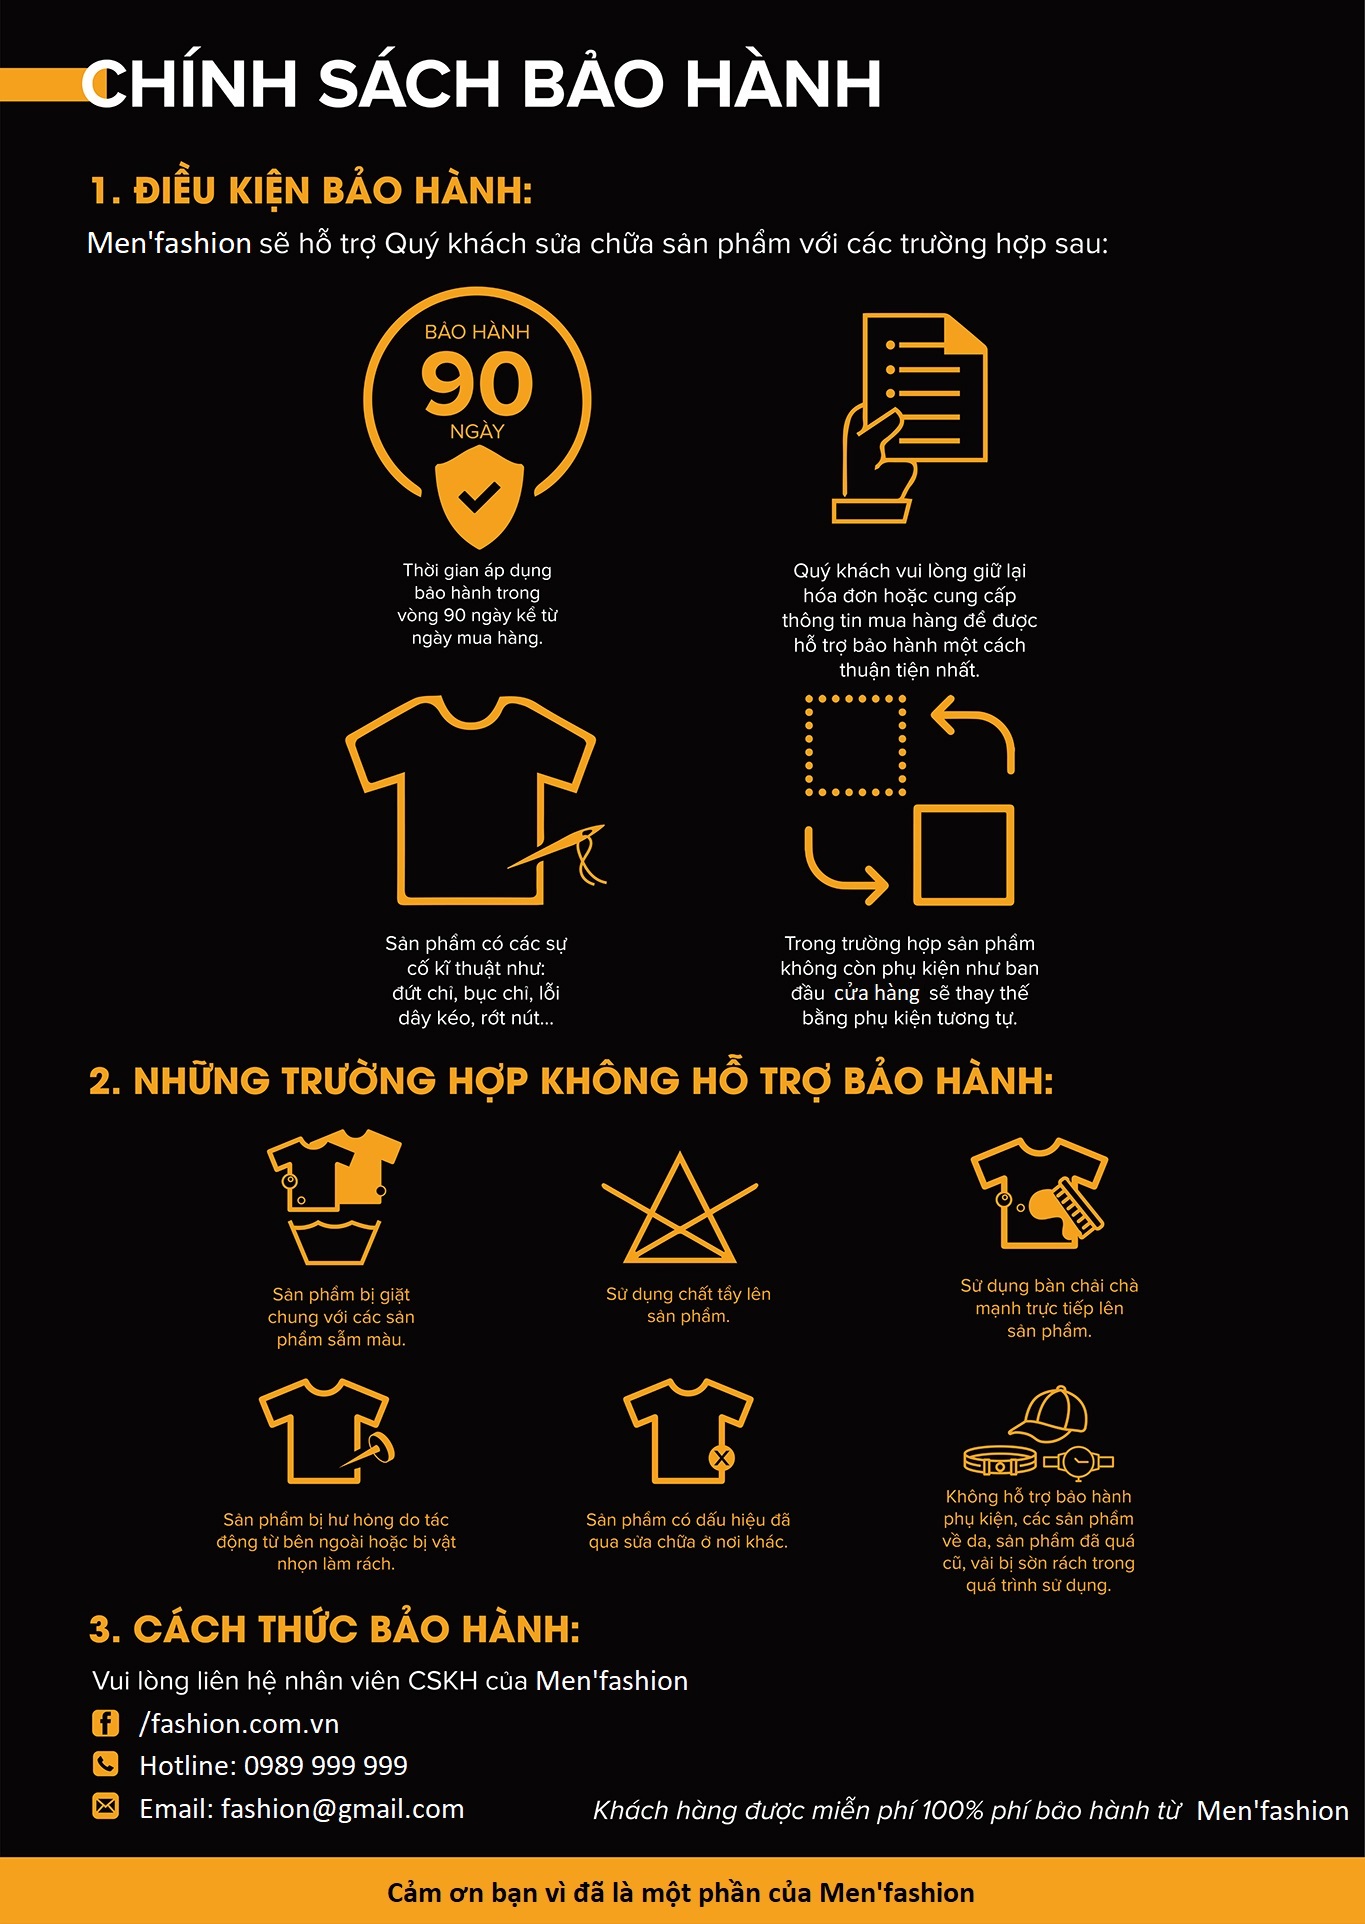 CHÍNH SÁCH BẢO HÀNH
1. ĐIỀU KIỆN BẢO HÀNH:
Men'fashion sẽ hỗ trợ Quý khách sửa chữa sản phẩm với các trường hợp sau:
BẢO HÀNH
90
NGÀY
Thời gian áp dụng
bảo hành trong
vòng 90 ngày kể từ
ngày mua hàng.
Quý khách vui lòng giữ lại
hóa đơn hoặc cung cấp
thông tin mua hàng để được
hỗ trợ bảo hành một cách
thuận tiện nhất.
Sản phẩm có các sự
cố kĩ thuật như:
đứt chỉ, bục chỉ, lỗi
dây kéo, rớt nút...
Trong trường hợp sản phẩm
không còn phụ kiện như ban
đầu cửa hàng sẽ thay thế
bằng phụ kiện tương tự.
2. NHỮNG TRƯỜNG HỢP KHÔNG HỖ TRỢ BẢO HÀNH:
Sản phẩm bị giặt
chung với các sản
phẩm sẫm màu.
Sử dụng chất tẩy lên
sản phẩm.
Sử dụng bàn chải chà
mạnh trực tiếp lên
sản phẩm.
Sản phẩm bị hư hỏng do tác
động từ bên ngoài hoặc bị vật
nhọn làm rách.
X
Sản phẩm có dấu hiệu đã
qua sửa chữa ở nơi khác.
Không hỗ trợ bảo hành
phụ kiện, các sản phẩm
về da, sản phẩm đã quá
cũ, vải bị sờn rách trong
quá trình sử dụng.
3. CÁCH THỨC BẢO HÀNH:
Vui lòng liên hệ nhân viên CSKH của Men'fashion
/fashion.com.vn
Hotline: 0989 999 999
Email: fashion@gmail.com
Khách hàng được miễn phí 100% phí bảo hành từ Men'fashion
Cảm ơn bạn vì đã là một phần của Men'fashion